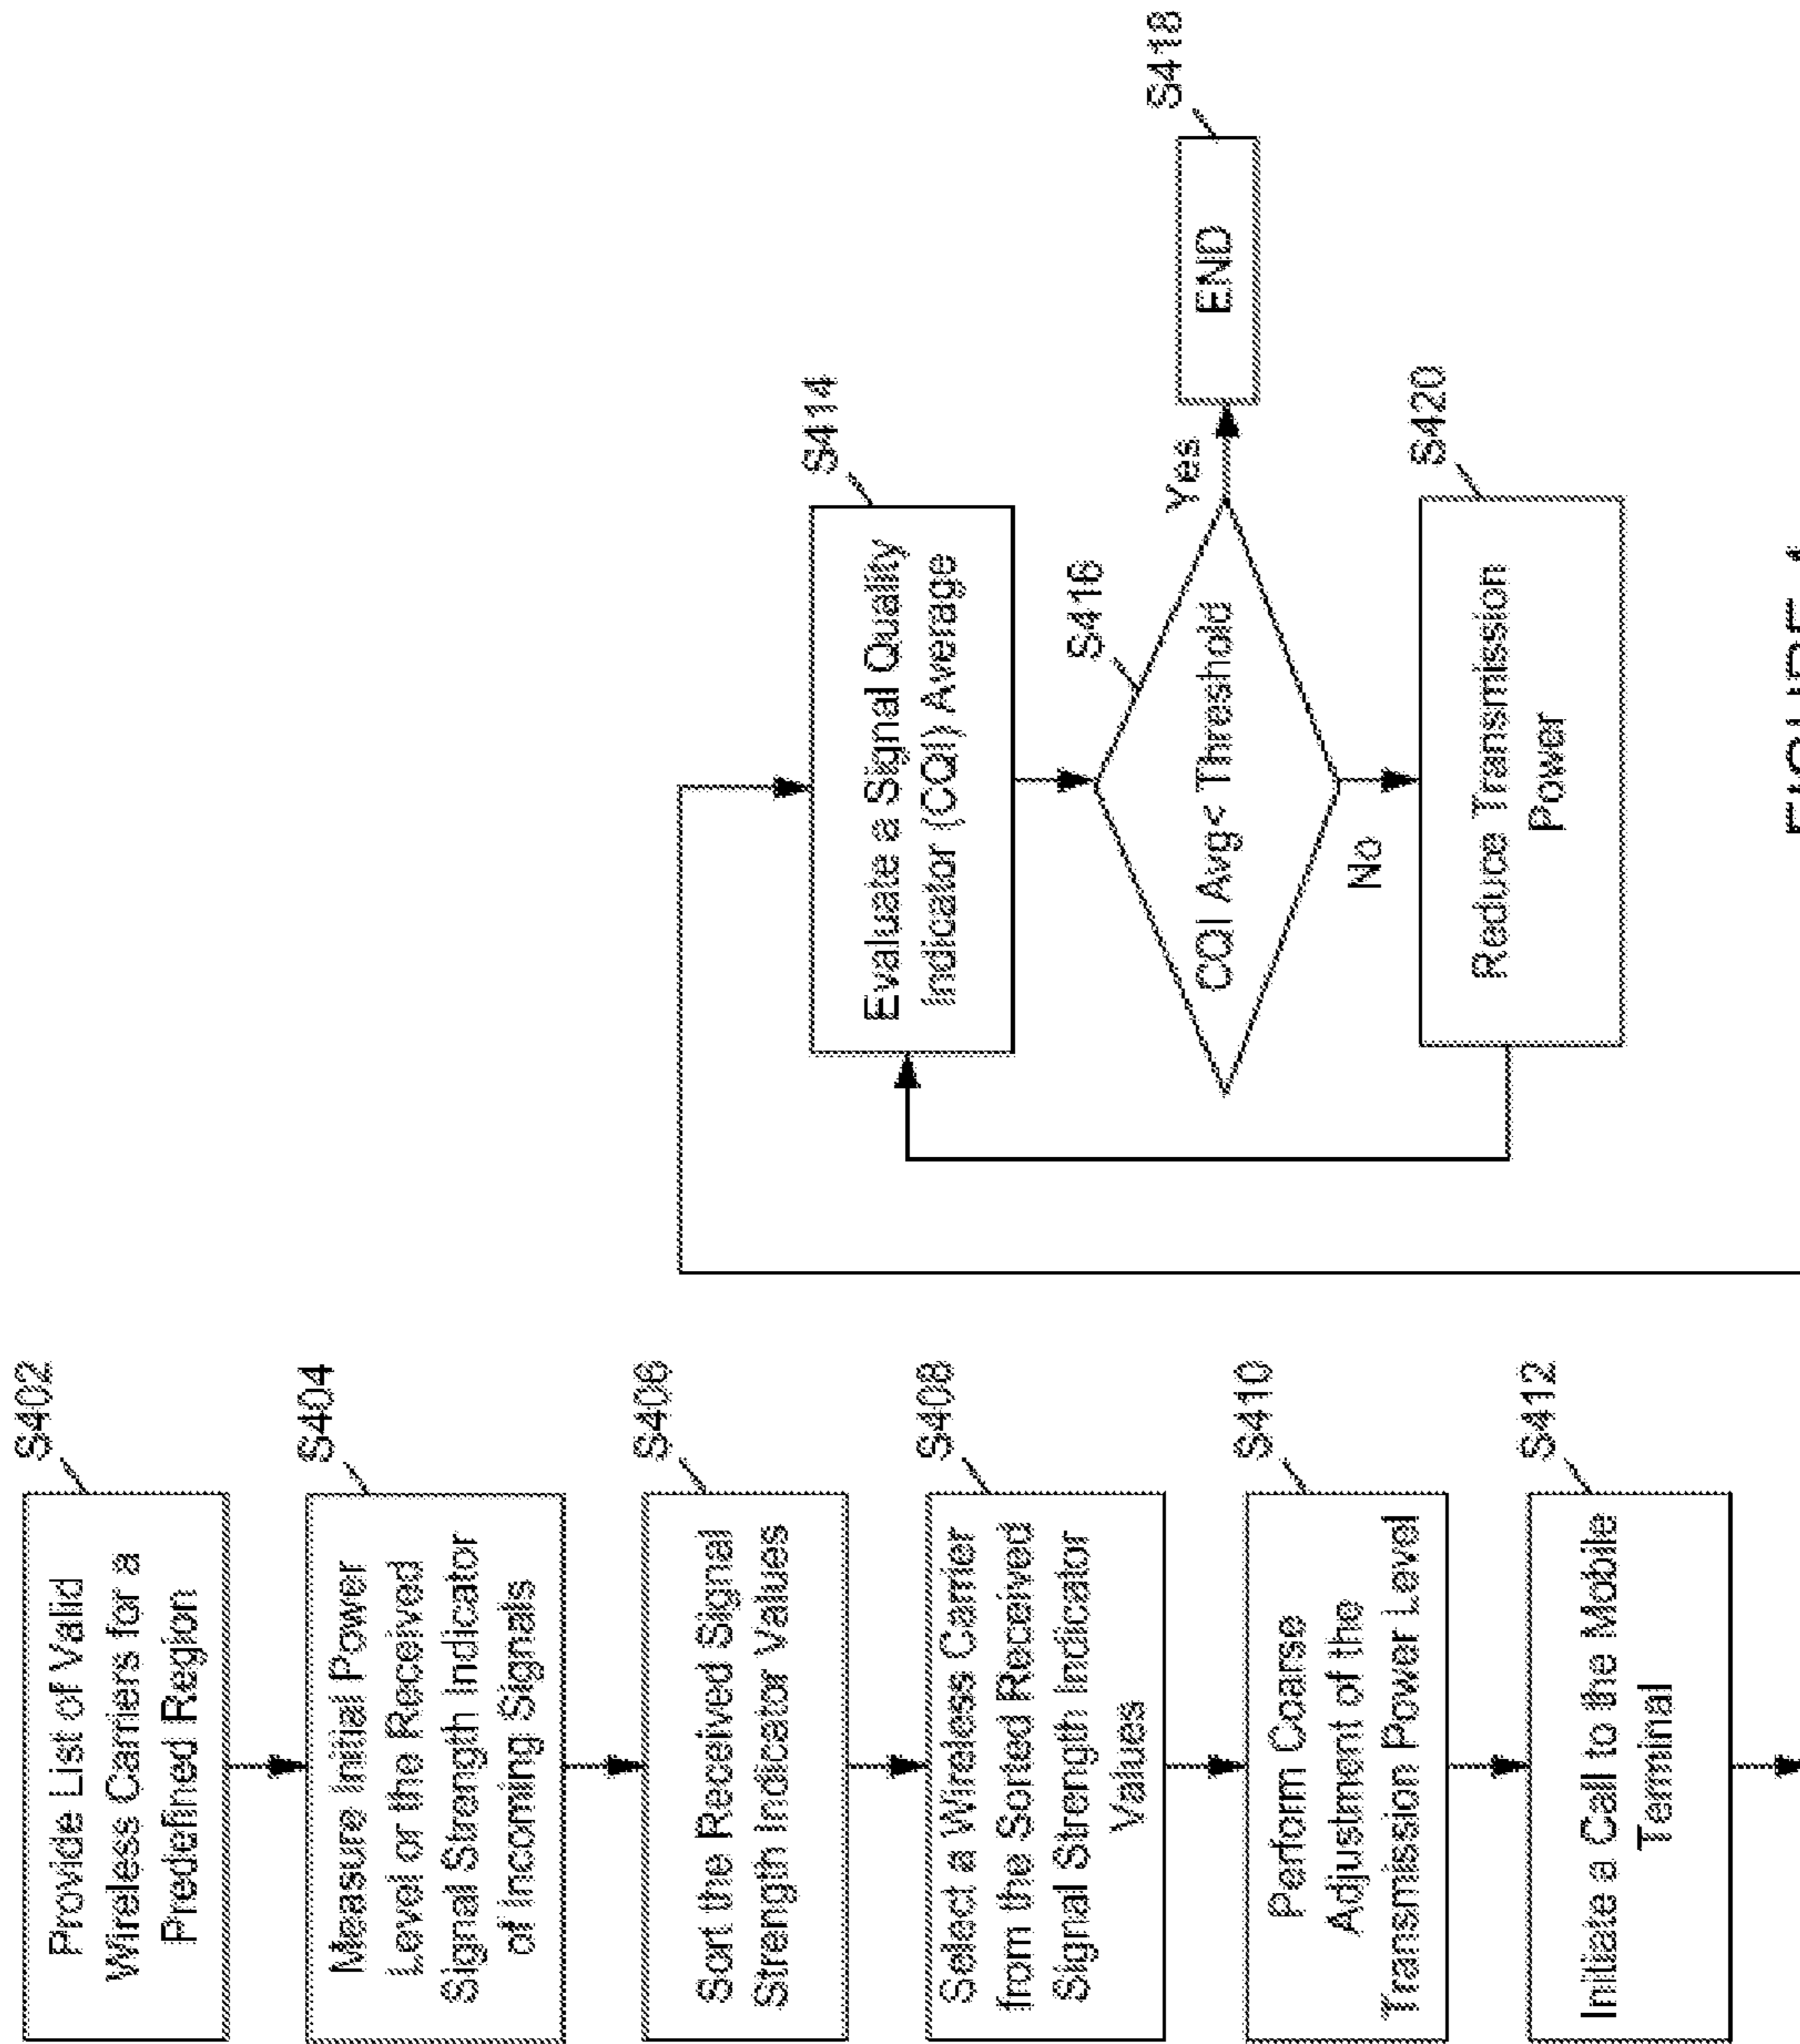 S402
Provide List of Valid
Wireless Carriers for a
Predefined Region
S404
Measure Initial Power
Level or the Received
Signal Strength Indicator
of Incoming Signals
S406
Sort the Received Signal
Strength Indicator Values
S408
Select a Wireless Carrier
from the Sorted Received
Signal Strength Indicator
Values
S410
Perform Coarse
Adjustment of the
Transmission Power Level
S412
Initiate a Call to the Mobile
Terminal
S414
Evaluate a Signal Quality
Indicator (CQI) Average
S416
CQI Avg< Threshold
Yes
S418
END
No
S420
Reduce Transmission
Power